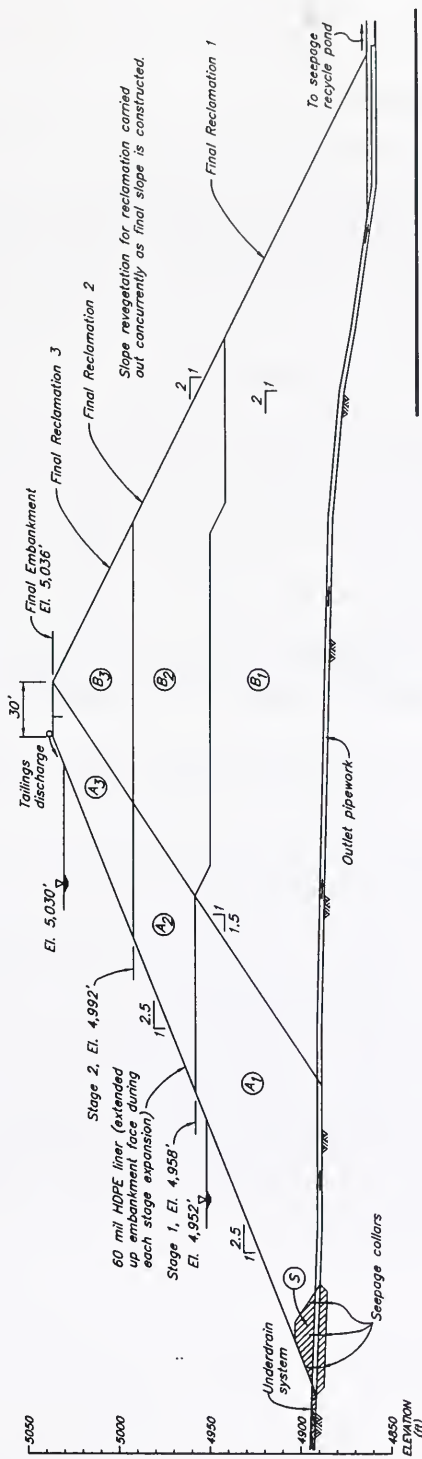 5050
5000
4950
4900
4850
ELEVATION
(ft)
Underdrain
system
Seepage collars
S
1
2.5
El. 4,952'
Stage 1, El. 4,958'
60 mil HDPE liner (extended
up embankment face during
each stage expansion)
1
2.5
Stage 2, El. 4,992'
El. 5,030'
Tailings
discharge
30'
Final Embankment
El. 5,036'
A1
A2
A3
1
1.5
B1
B2
B3
Outlet pipework
Final Reclamation 3
Final Reclamation 2
Slope revegetation for reclamation carried
out concurrently as final slope is constructed.
2
1
2
1
Final Reclamation 1
To seepage
recycle pond